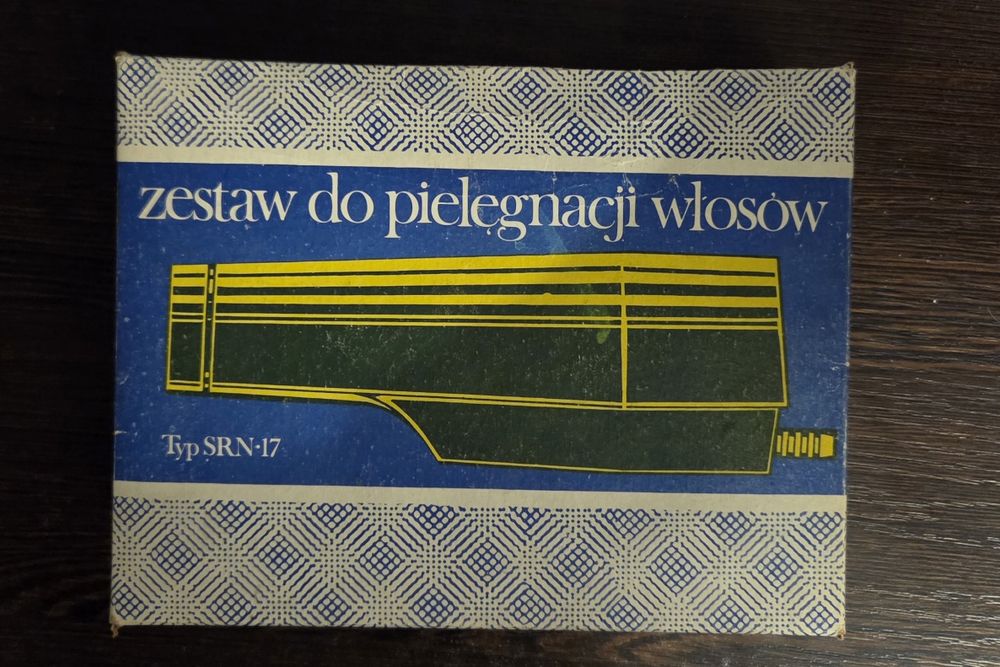 zestaw do pielęgnacji włosów
Typ SRN-17